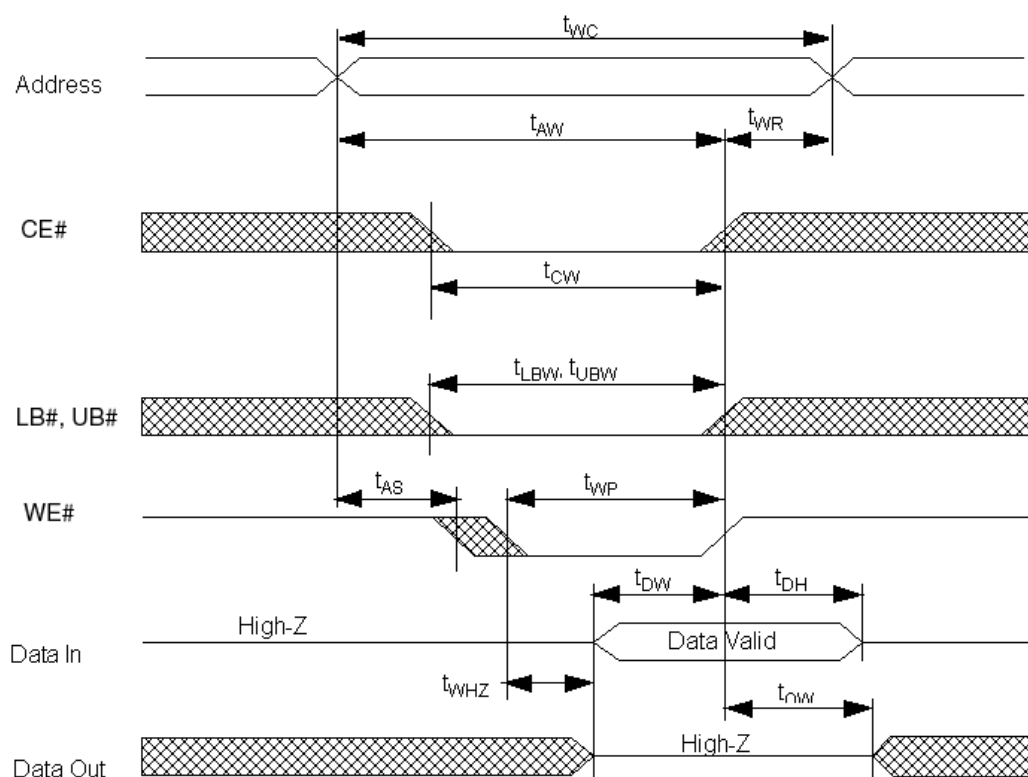 tWC
Address
tAW
tWR
CE#
tCW
tLBW, tUBW
LB#, UB#
tAS
tWP
WE#
tDW
tDH
High-Z
Data Valid
Data In
tWHZ
tOW
High-Z
Data Out